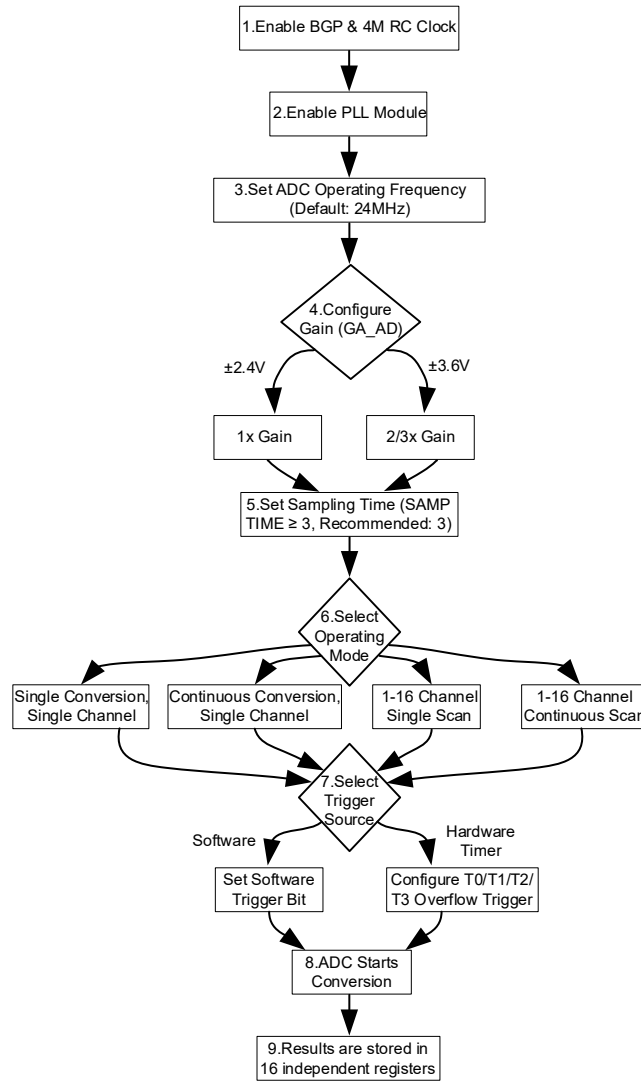 1.Enable BGP & 4M RC Clock
2.Enable PLL Module
3.Set ADC Operating Frequency
(Default: 24MHz)
4.Configure
Gain (GA_AD)
±2.4V
±3.6V
1x Gain
2/3x Gain
5.Set Sampling Time (SAMP
TIME ≥ 3, Recommended: 3)
6.Select
Operating
Mode
Single Conversion,
Single Channel
Continuous Conversion,
Single Channel
1-16 Channel
Single Scan
1-16 Channel
Continuous Scan
7.Select
Trigger
Source
Software
Hardware
Timer
Set Software
Trigger Bit
Configure T0/T1/T2/
T3 Overflow Trigger
8.ADC Starts
Conversion
9.Results are stored in
16 independent registers